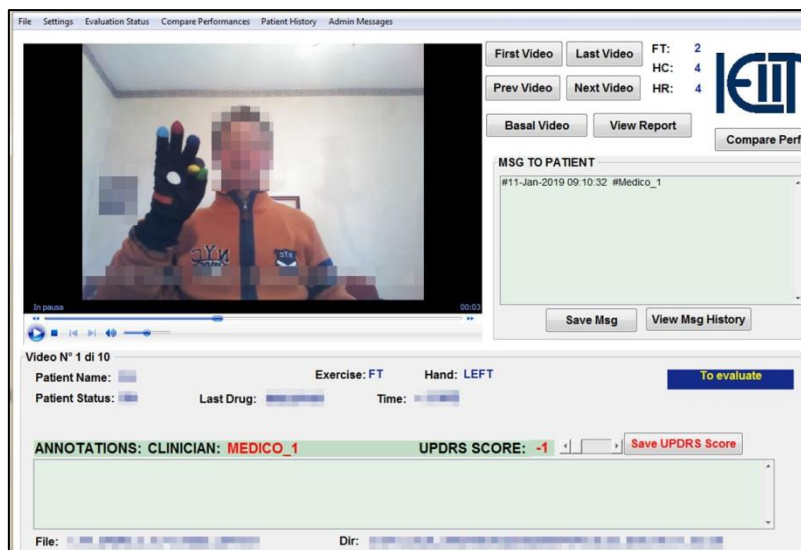 File Settings Evaluation Status Compare Performances Patient History Admin Messages
First Video Last Video FT: 2
HC: 4
Prev Video Next Video HR: 4
IEIIT
Basal Video View Report
Compare Perf
MSG TO PATIENT
#11-Jan-2019 09:10:32 #Medico_1
NYC
NYC
In pausa 00:03
Save Msg View Msg History
Video N° 1 di 10
Patient Name: Exercise: FT Hand: LEFT To evaluate
Patient Status: Last Drug: Time:
ANNOTATIONS: CLINICIAN: MEDICO_1 UPDRS SCORE: -1 Save UPDRS Score
File: Dir: